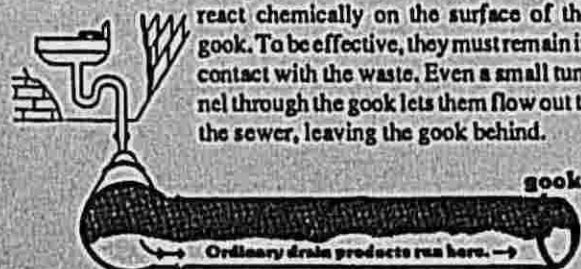 react chemically on the surface of th
gook. To be effective, they must remain i
contact with the waste. Even a small tun
nel through the gook lets them flow out
the sewer, leaving the gook behind.
gook
Ordinary drain products run here.